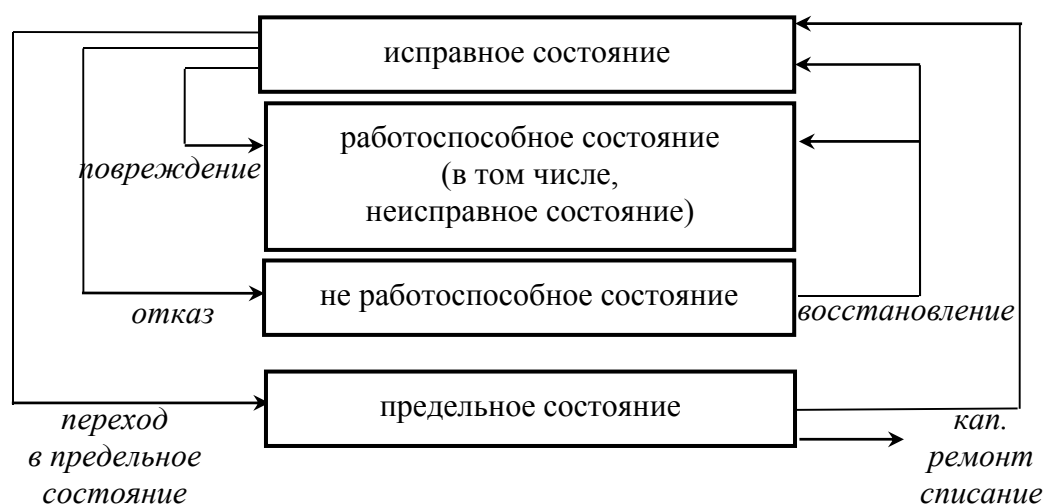 исправное состояние
работоспособное состояние
(в том числе,
неисправное состояние)
повреждение
не работоспособное состояние
отказ
восстановление
предельное состояние
переход
в предельное
состояние
кап.
ремонт
списание